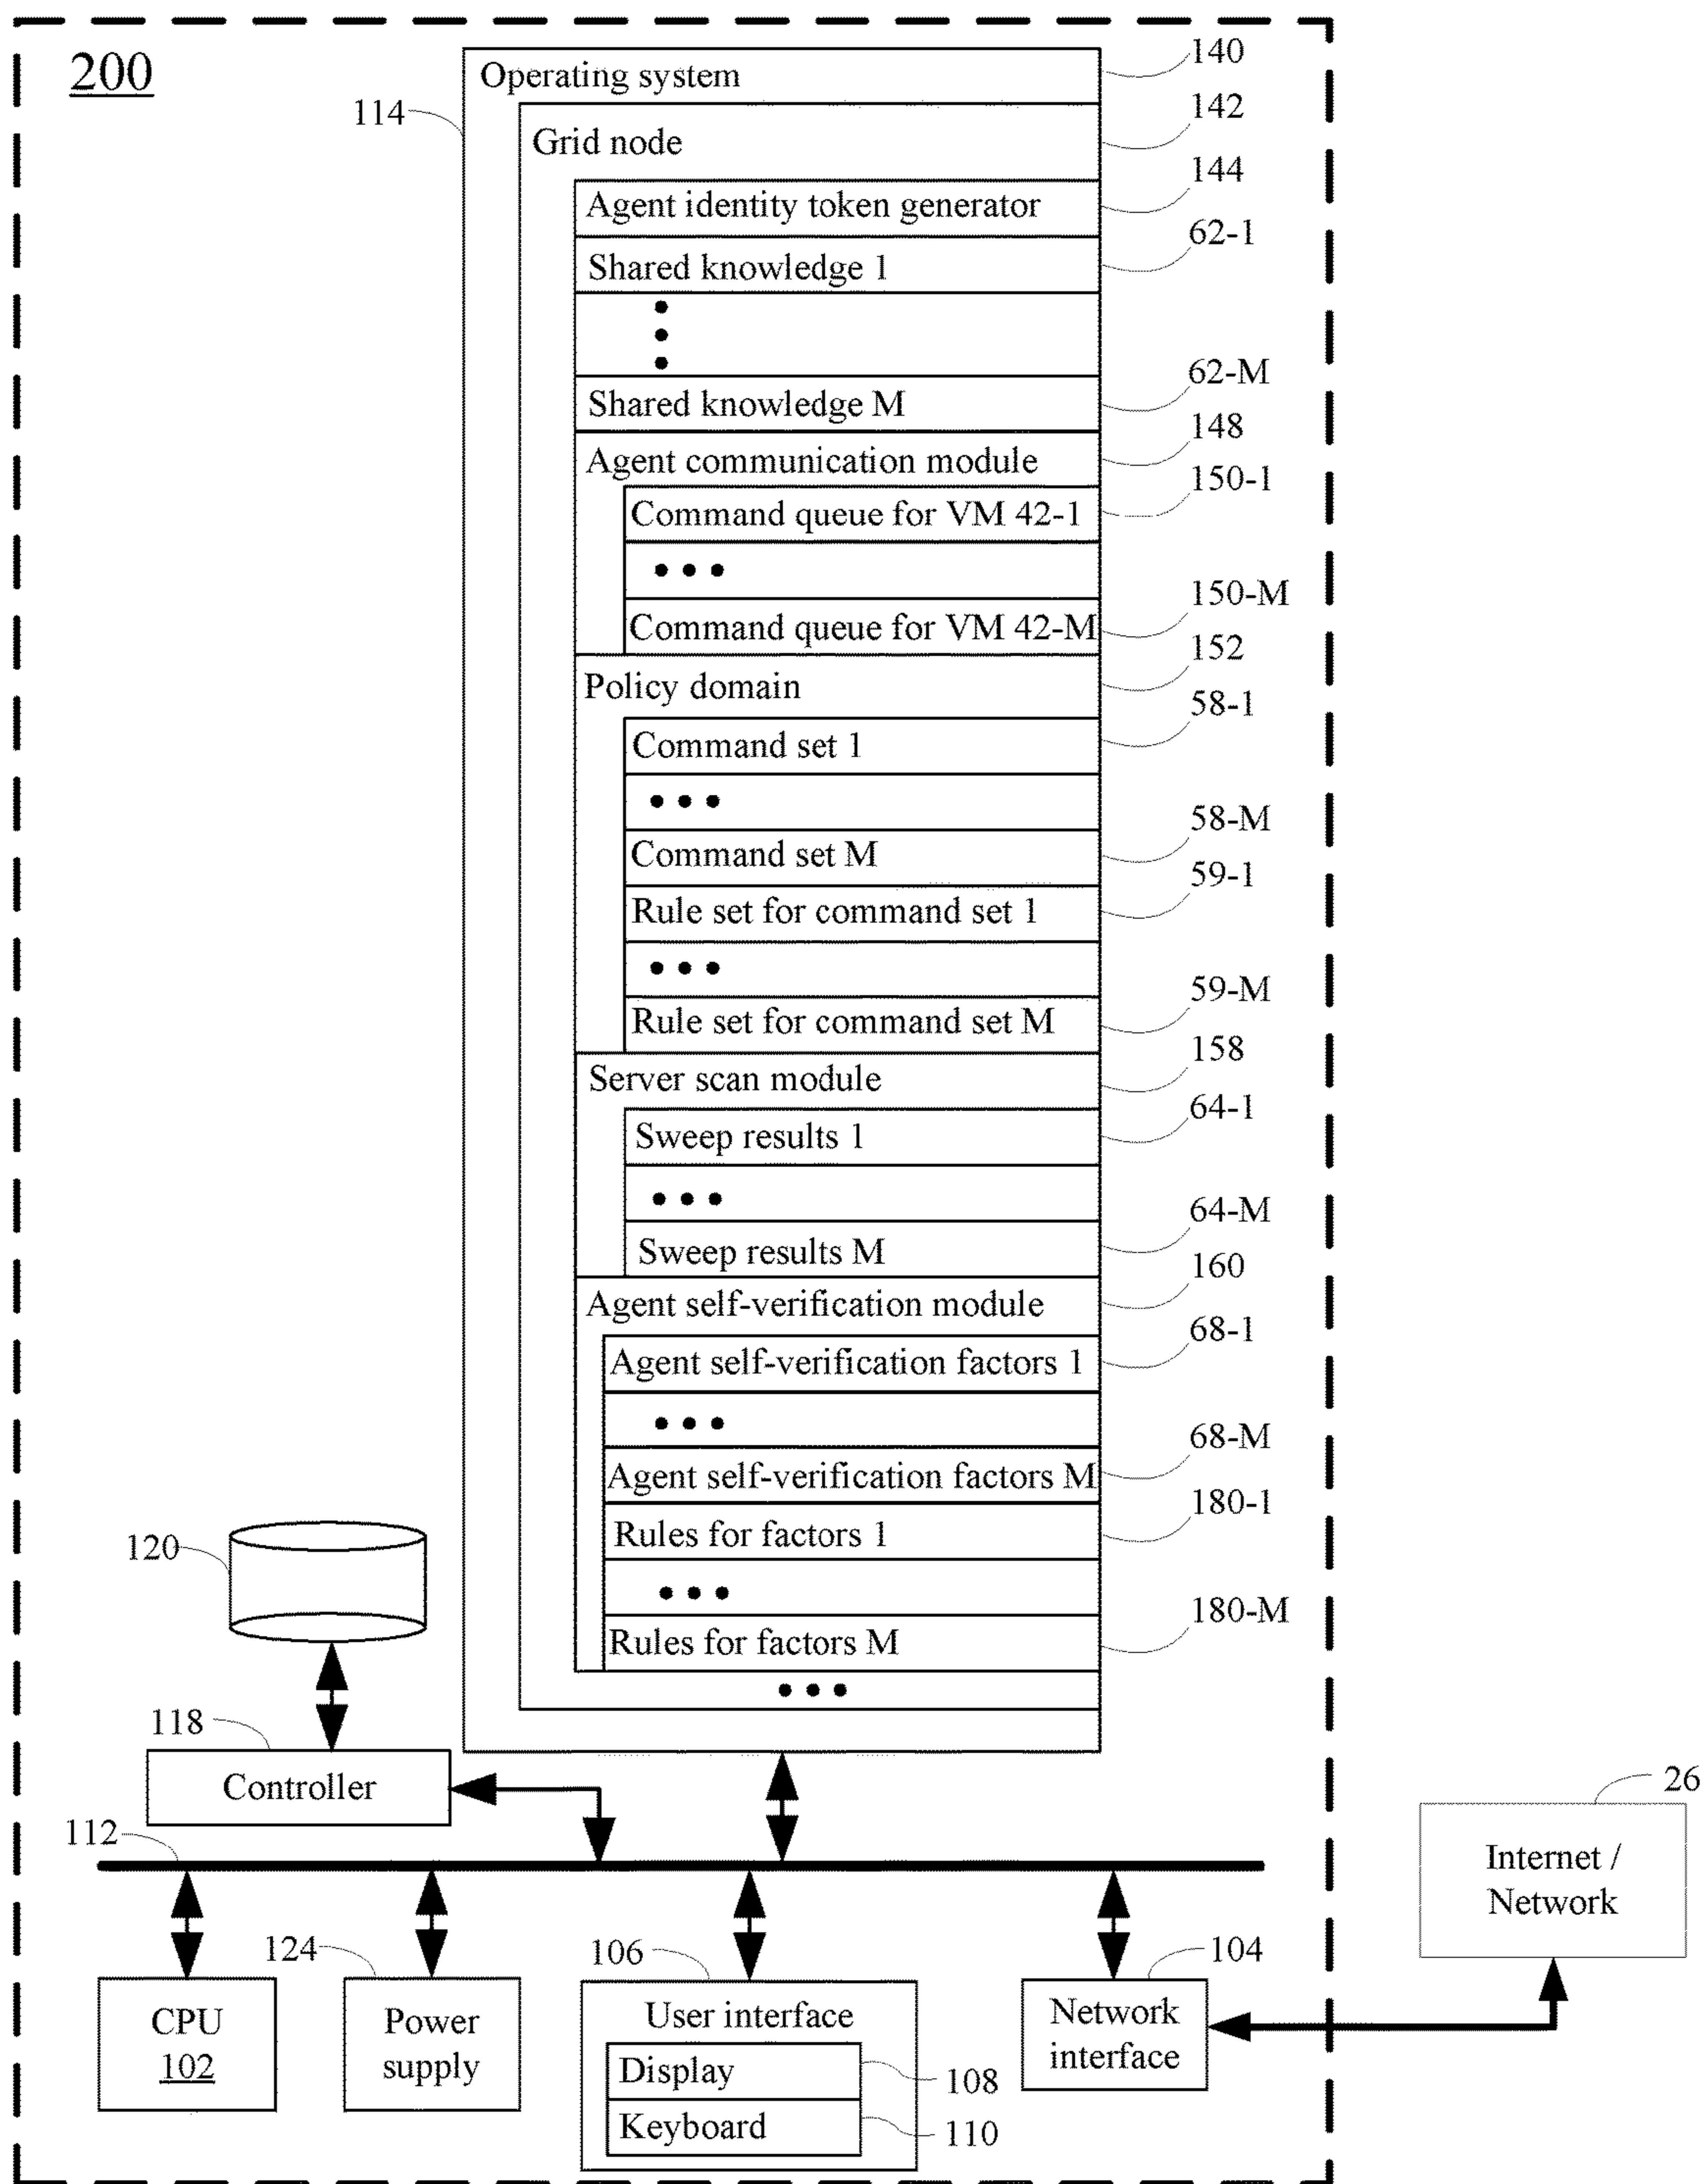 200
114
Operating system
140
Grid node
142
Agent identity token generator
144
Shared knowledge 1
62-1
Shared knowledge M
62-M
Agent communication module
148
Command queue for VM 42-1
150-1
Command queue for VM 42-M
150-M
Policy domain
152
Command set 1
58-1
Command set M
58-M
Rule set for command set 1
59-1
Rule set for command set M
59-M
Server scan module
158
Sweep results 1
64-1
Sweep results M
64-M
Agent self-verification module
160
Agent self-verification factors 1
68-1
Agent self-verification factors M
68-M
Rules for factors 1
180-1
Rules for factors M
180-M
120
118
Controller
112
26
Internet /
Network
CPU
102
124
Power
supply
106
User interface
Display
108
Keyboard
110
104
Network
interface